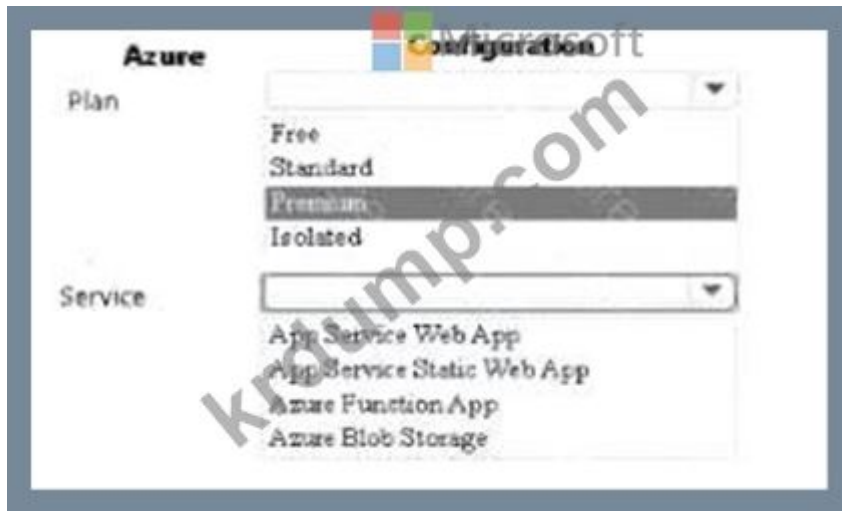 Microsoft
Azure
Configuration
Plan
Free
Standard
Premium
Isolated
Service
App Service Web App
App Service Static Web App
Azure Function App
Azure Blob Storage
krdump.com